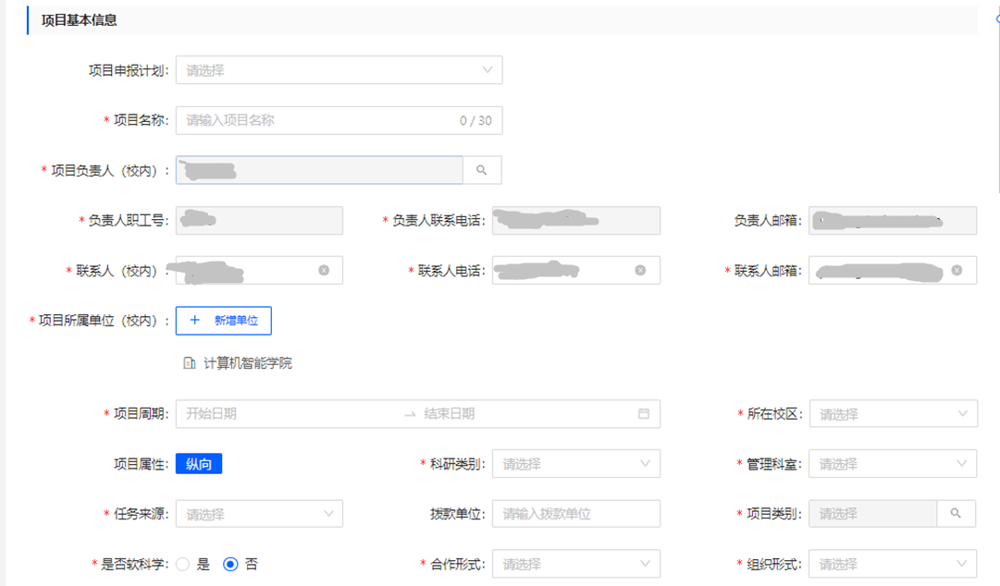 项目基本信息
项目申报计划: 请选择
* 项目名称: 请输入项目名称 0 / 30
* 项目负责人（校内）:
* 负责人职工号: * 负责人联系电话: 负责人邮箱:
* 联系人（校内）: * 联系人电话: * 联系人邮箱:
* 项目所属单位（校内）: + 新增单位
计算机智能学院
* 项目周期: 开始日期 → 结束日期 * 所在校区: 请选择
项目属性: 纵向 * 科研类别: 请选择 * 管理科室: 请选择
* 任务来源: 请选择 拨款单位: 请输入拨款单位 * 项目类别: 请选择
* 是否软科学: 是 否 * 合作形式: 请选择 * 组织形式: 请选择